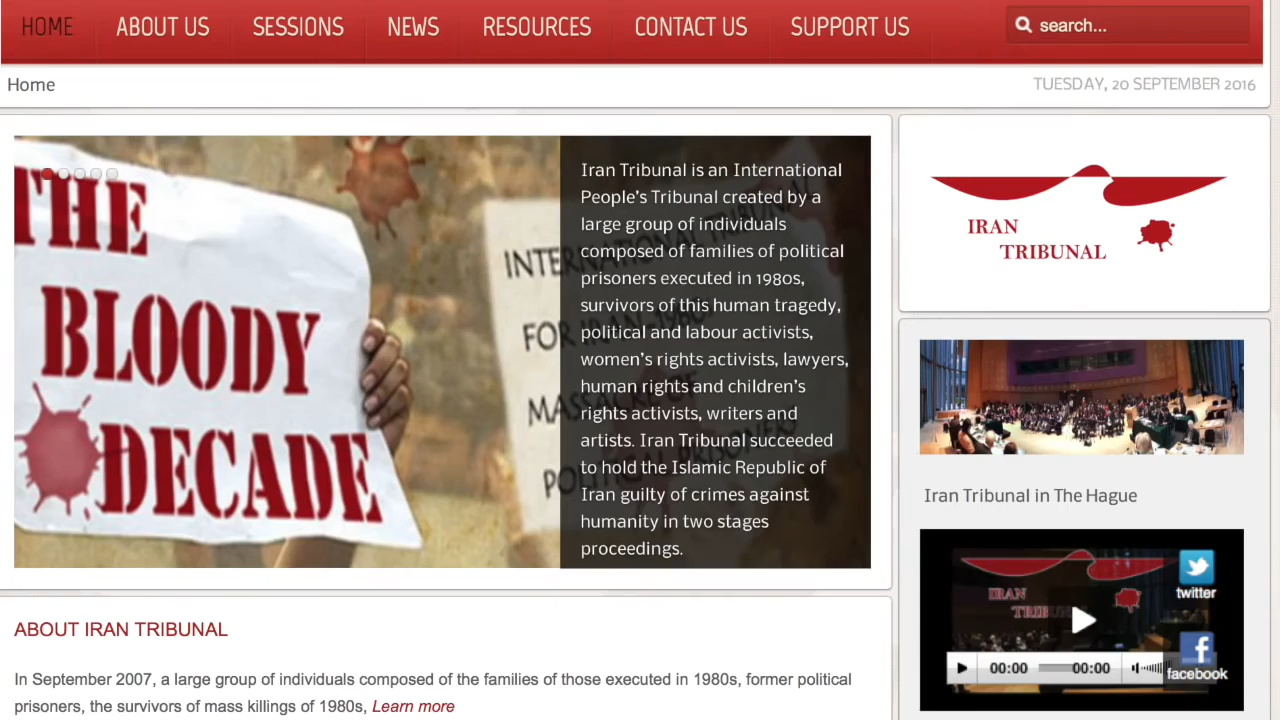 HOME ABOUT US SESSIONS NEWS RESOURCES CONTACT US SUPPORT US search...
Home TUESDAY, 20 SEPTEMBER 2016
THE
BLOODY
DECADE
Iran Tribunal is an International
People's Tribunal created by a
large group of individuals
composed of families of political
prisoners executed in 1980s,
survivors of this human tragedy,
political and labour activists,
women's rights activists, lawyers,
human rights and children's
rights activists, writers and
artists. Iran Tribunal succeeded
to hold the Islamic Republic of
Iran guilty of crimes against
humanity in two stages
proceedings.
IRAN
TRIBUNAL
Iran Tribunal in The Hague
IRAN
twitter
00:00 00:00
facebook
ABOUT IRAN TRIBUNAL
In September 2007, a large group of individuals composed of the families of those executed in 1980s, former political
prisoners, the survivors of mass killings of 1980s, Learn more